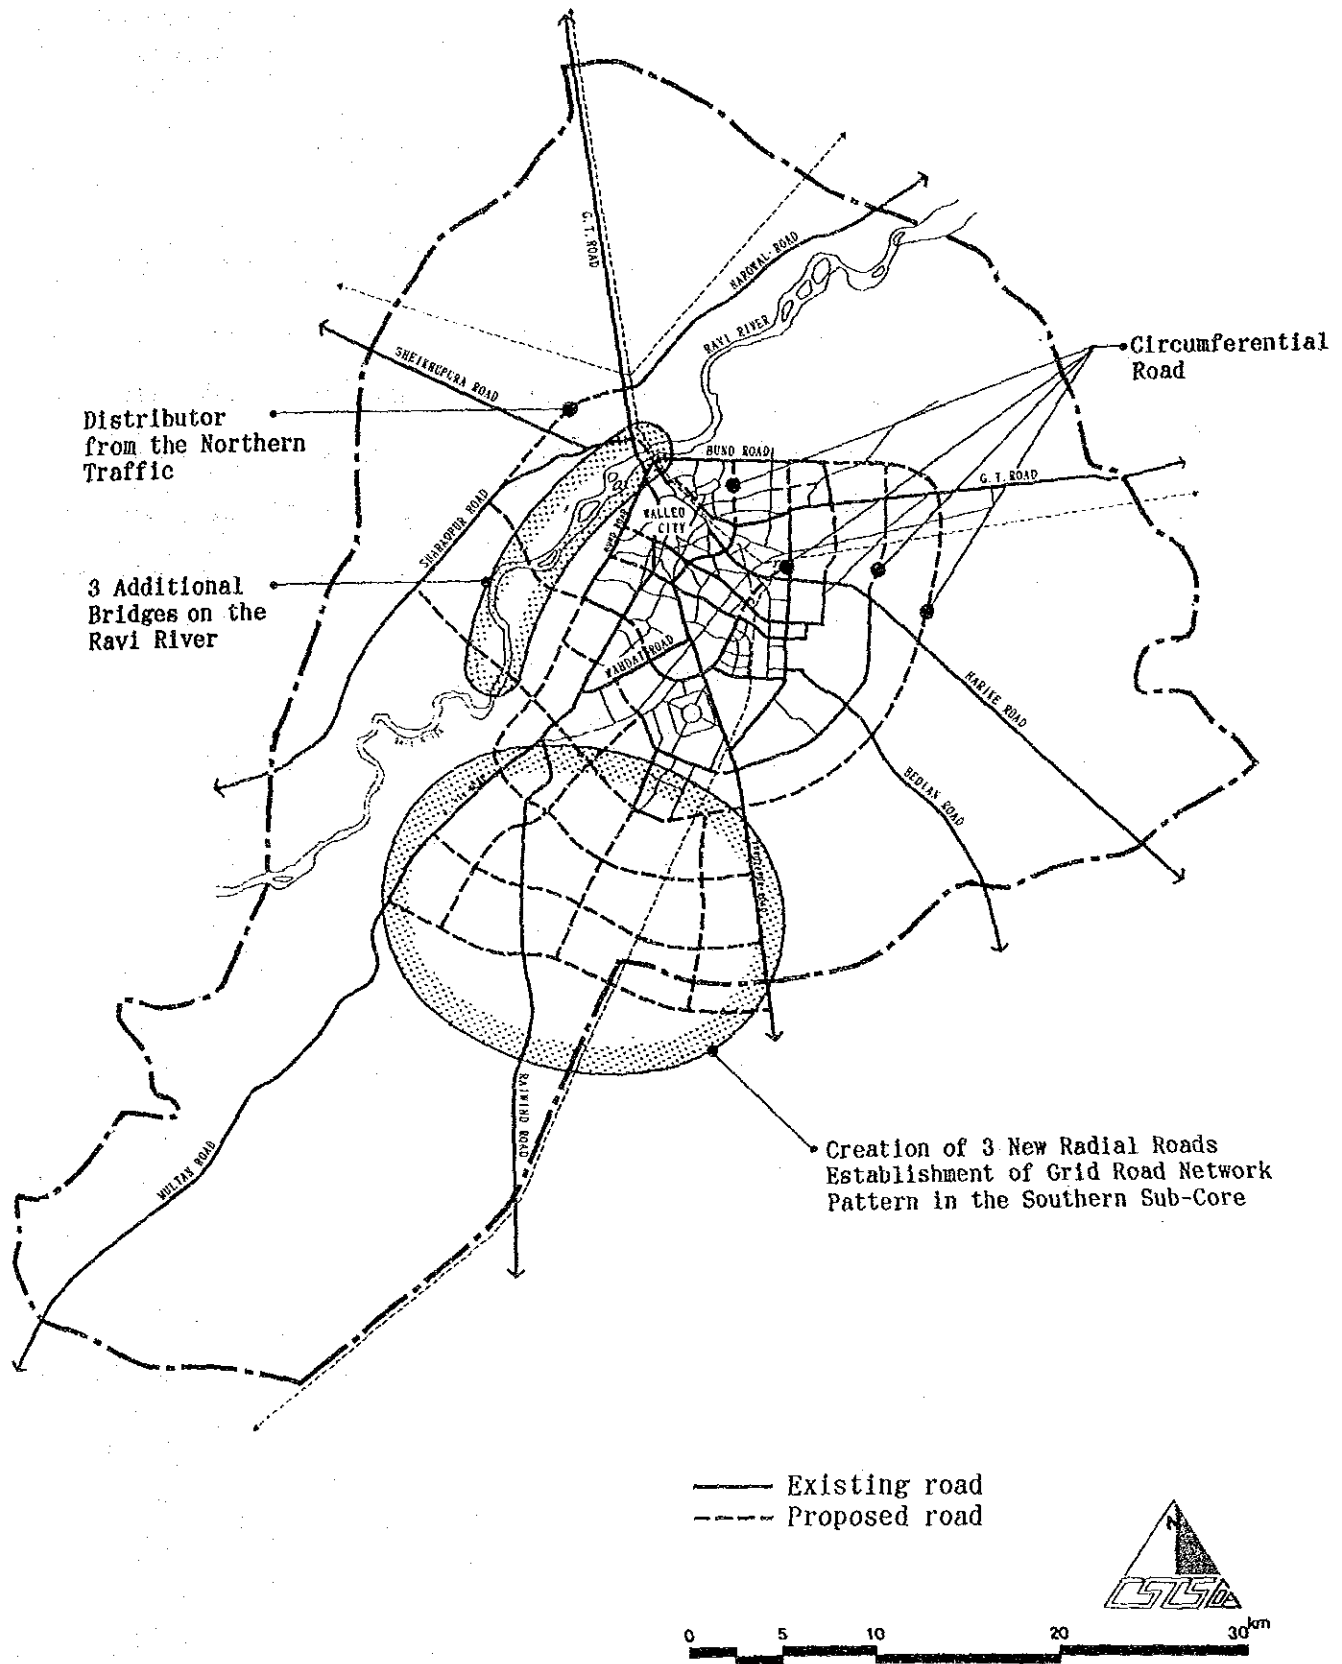 G. T. ROAD
NAROWAL ROAD
RAVI RIVER
SHEIKHUPURA ROAD
Circumferential
Road
Distributor
from the Northern
Traffic
BUND ROAD
G. T. ROAD
SHARAQPUR ROAD
WALLED
CITY
BUND ROAD
3 Additional
Bridges on the
Ravi River
WAHDAT ROAD
HARIKE ROAD
BEDIAN ROAD
RAIWIND ROAD
MULTAN ROAD
Creation of 3 New Radial Roads
Establishment of Grid Road Network
Pattern in the Southern Sub-Core
Existing road
Proposed road
N
0 5 10 20 30km